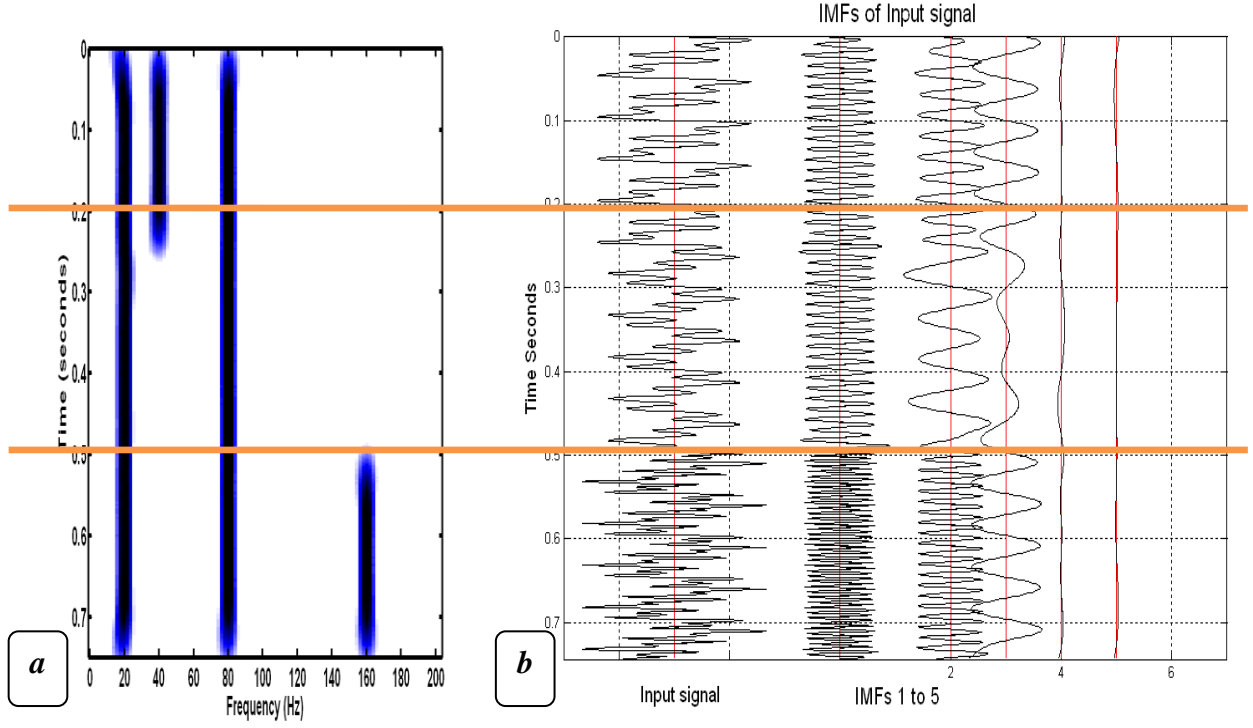 0
0.1
0.2
0.3
0.4
0.5
0.6
0.7
Time (seconds)
0 20 40 60 80 100 120 140 160 180 200
Frequency (Hz)
a
IMFs of Input signal
0
0.1
0.2
0.3
0.4
0.5
0.6
0.7
Time Seconds
2 3 4 6
Input signal
IMFs 1 to 5
b